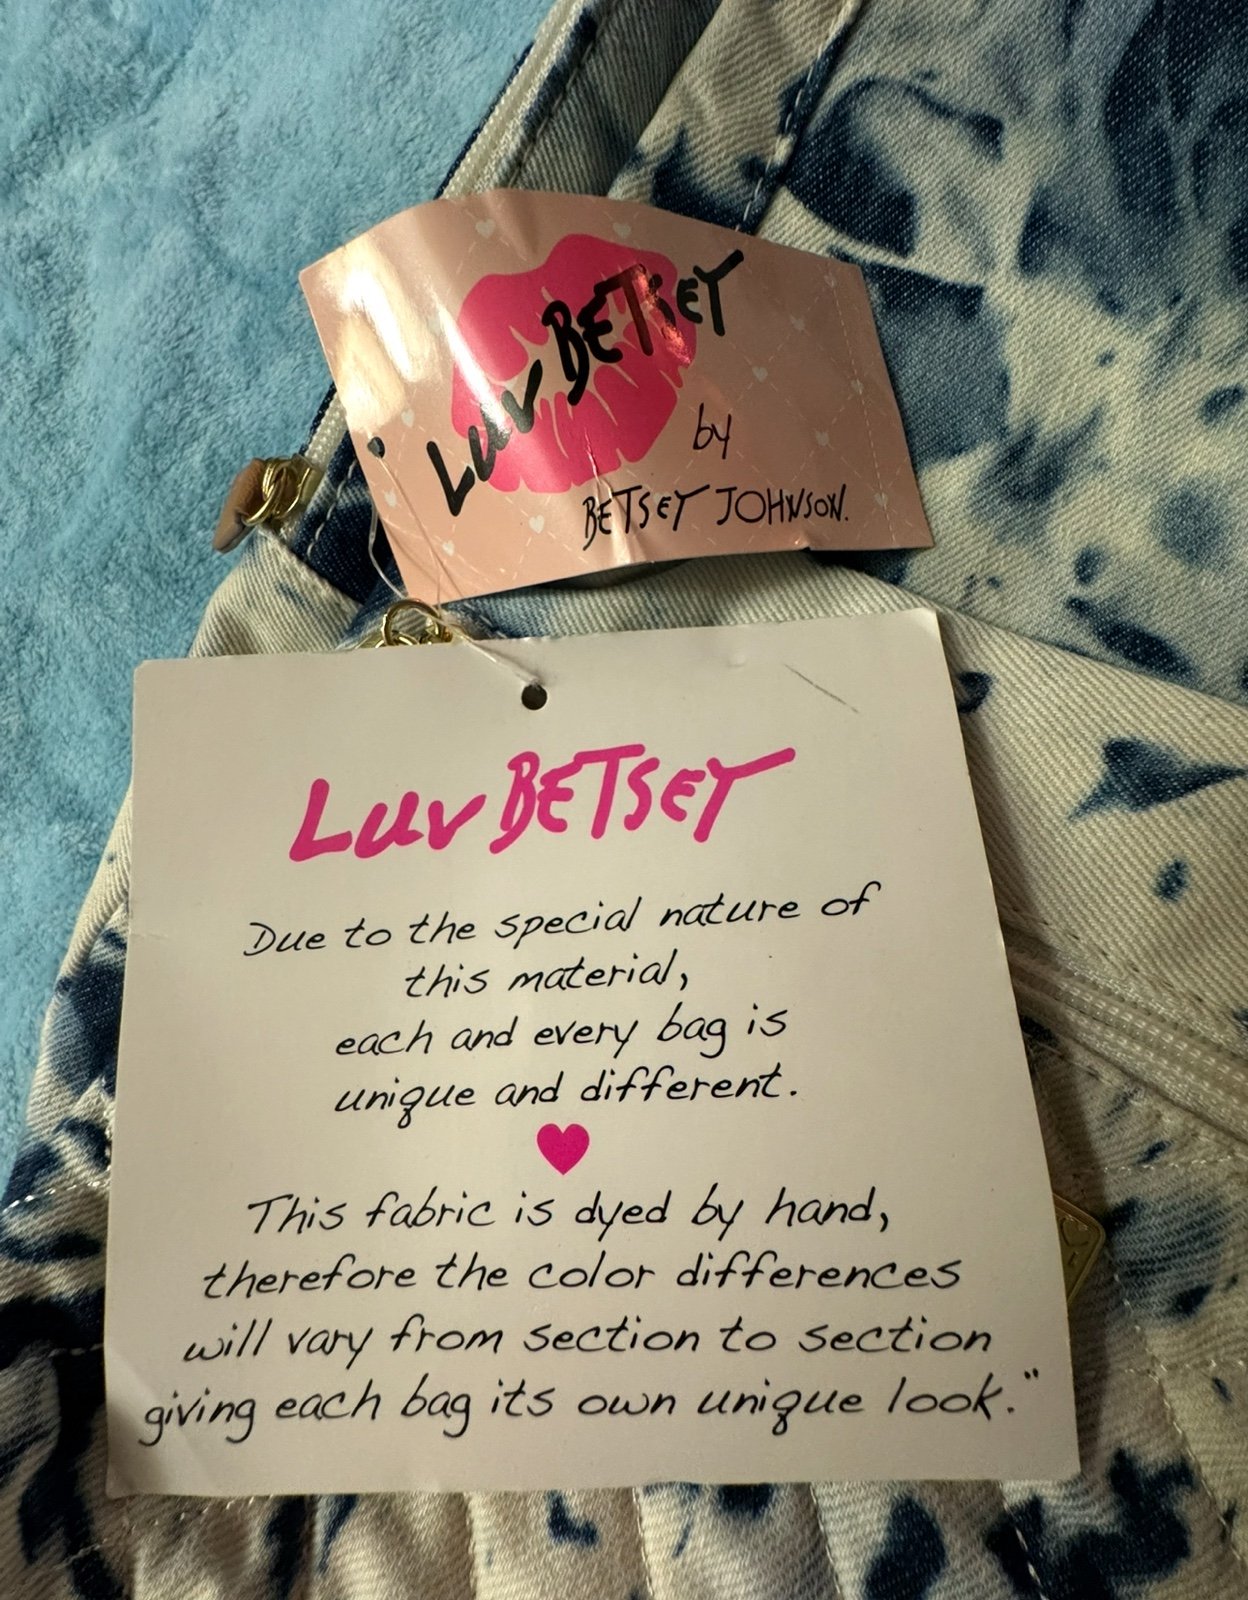 Luv BETSEY
by
BETSEY JOHNSON.
Luv BETSEY
Due to the special nature of
this material,
each and every bag is
unique and different.
This fabric is dyed by hand,
therefore the color differences
will vary from section to section
giving each bag its own unique look."